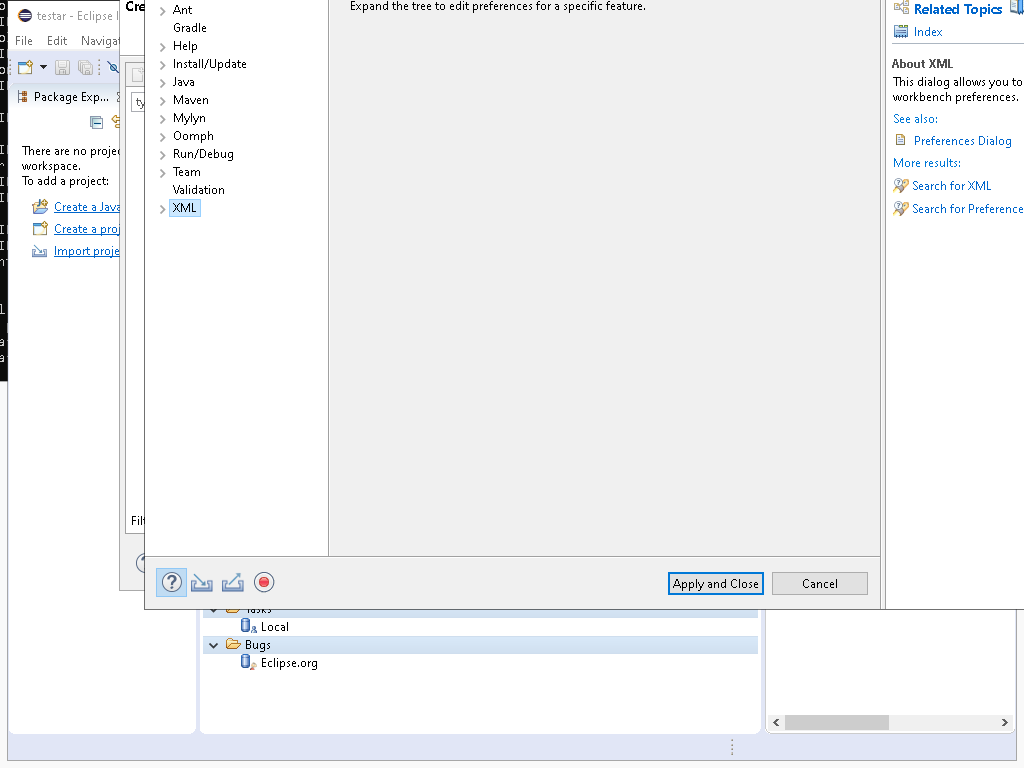 testar - Eclipse I
File Edit Navigat
Package Exp...
There are no projec
workspace.
To add a project:
Create a Java
Create a proj
Import proje
Cre
ty
Filt
Ant
Gradle
Help
Install/Update
Java
Maven
Mylyn
Oomph
Run/Debug
Team
Validation
XML
Expand the tree to edit preferences for a specific feature.
Apply and Close
Cancel
Related Topics
Index
About XML
This dialog allows you to
workbench preferences.
See also:
Preferences Dialog
More results:
Search for XML
Search for Preference
Tasks
Local
Bugs
Eclipse.org